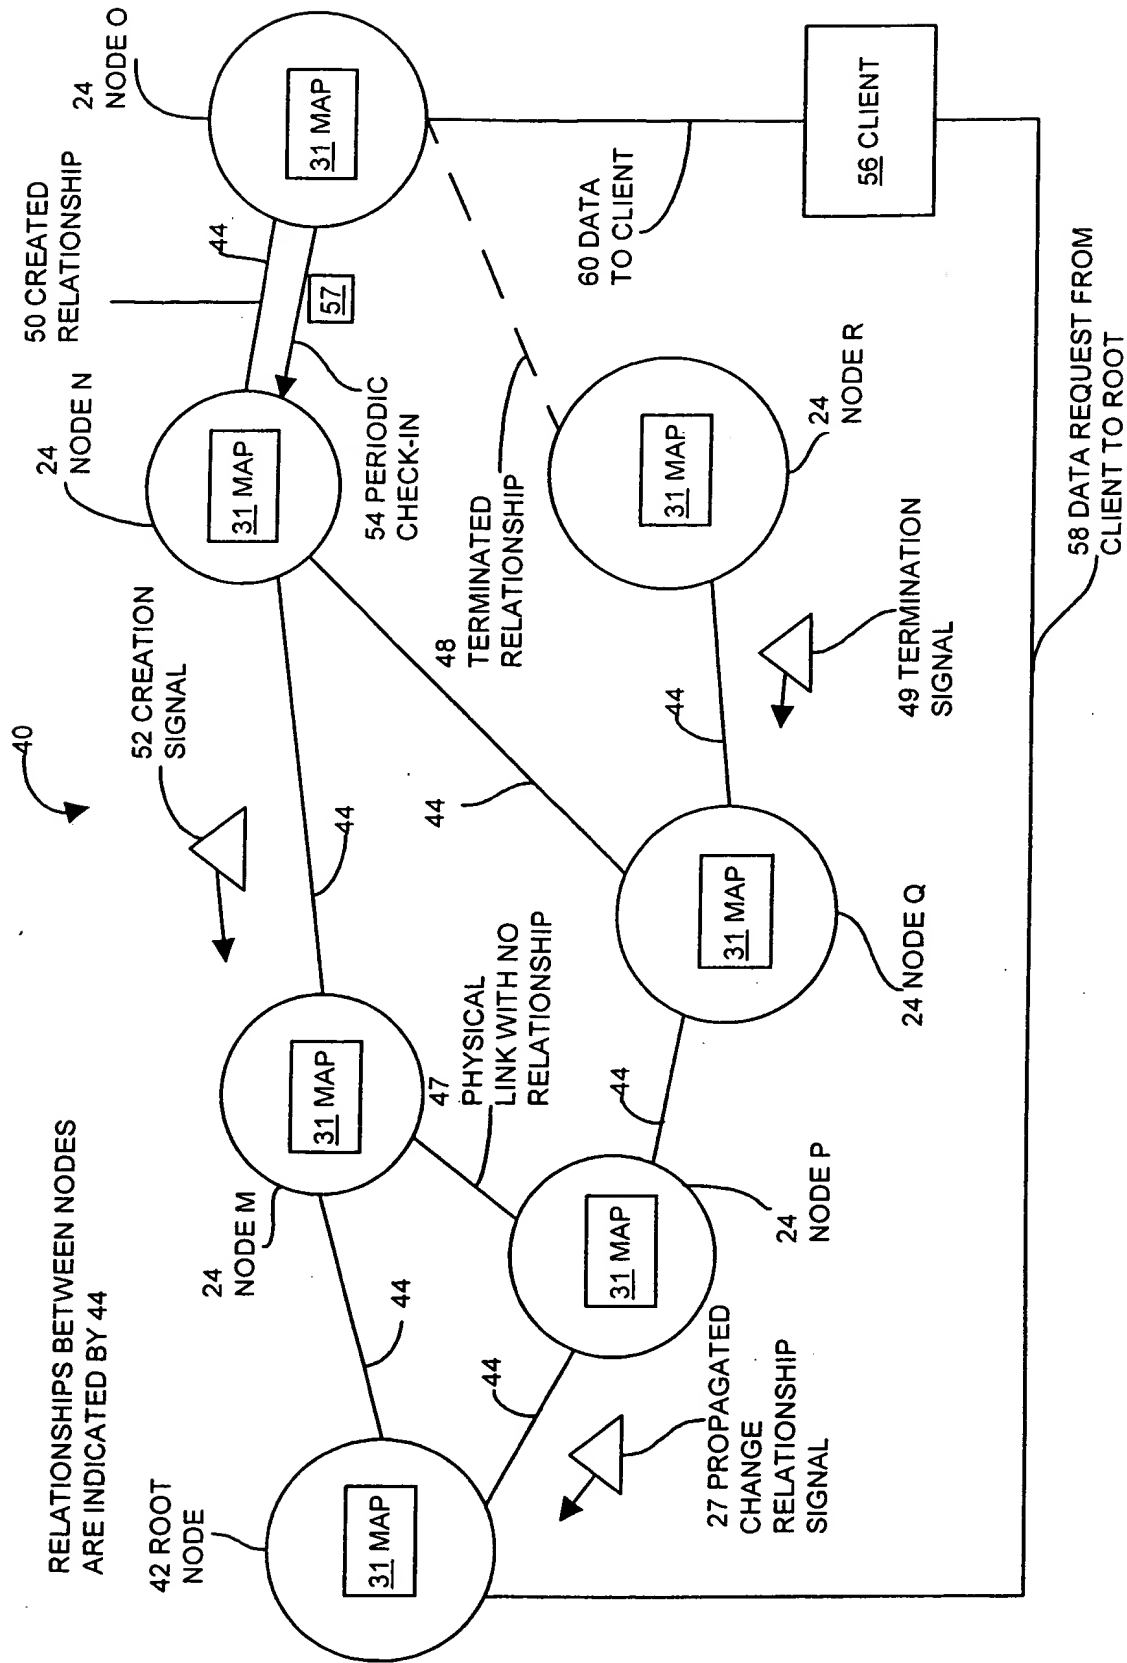 RELATIONSHIPS BETWEEN NODES
ARE INDICATED BY 44
40
42 ROOT
NODE
31 MAP
24
NODE M
31 MAP
52 CREATION
SIGNAL
24
NODE N
31 MAP
50 CREATED
RELATIONSHIP
24
NODE O
31 MAP
44
44
44
44
57
54 PERIODIC
CHECK-IN
47
PHYSICAL
LINK WITH NO
RELATIONSHIP
48
TERMINATED
RELATIONSHIP
60 DATA
TO CLIENT
44
31 MAP
24
NODE P
44
31 MAP
24 NODE Q
44
31 MAP
24
NODE R
56 CLIENT
27 PROPAGATED
CHANGE
RELATIONSHIP
SIGNAL
49 TERMINATION
SIGNAL
58 DATA REQUEST FROM
CLIENT TO ROOT